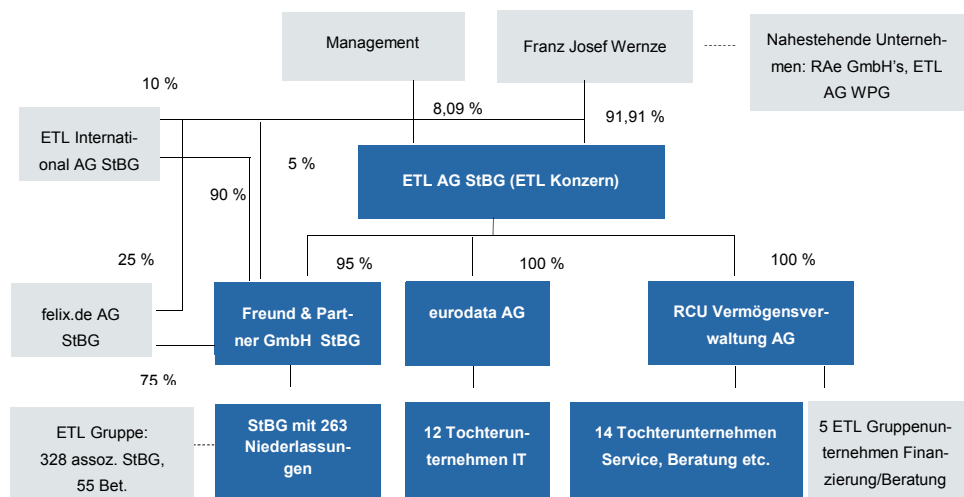 Management
Franz Josef Wernze
Nahestehende Unterneh-
men: RAe GmbH's, ETL
AG WPG
10 %
8,09 %
91,91 %
ETL Internati-
onal AG StBG
5 %
90 %
ETL AG StBG (ETL Konzern)
25 %
95 %
100 %
100 %
felix.de AG
StBG
Freund & Part-
ner GmbH StBG
eurodata AG
RCU Vermögensver-
waltung AG
75 %
ETL Gruppe:
328 assoz. StBG,
55 Bet.
StBG mit 263
Niederlassun-
gen
12 Tochterun-
ternehmen IT
14 Tochterunternehmen
Service, Beratung etc.
5 ETL Gruppenun-
ternehmen Finan-
zierung/Beratung